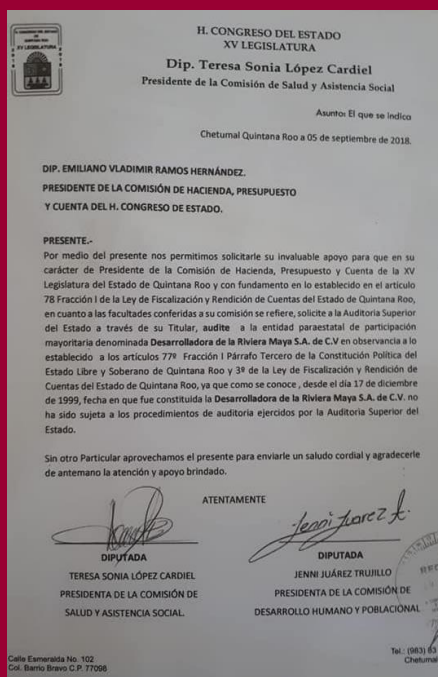 H. CONGRESO DEL ESTADO
XV LEGISLATURA
Dip. Teresa Sonia López Cardiel
Presidente de la Comisión de Salud y Asistencia Social
XV LEGISLATURA
Asunto: El que se indica
Chetumal Quintana Roo a 05 de septiembre de 2018.
DIP. EMILIANO VLADIMIR RAMOS HERNÁNDEZ.
PRESIDENTE DE LA COMISIÓN DE HACIENDA, PRESUPUESTO
Y CUENTA DEL H. CONGRESO DE ESTADO.
PRESENTE.-
Por medio del presente nos permitimos solicitarle su invaluable apoyo para que en su
carácter de Presidente de la Comisión de Hacienda, Presupuesto y Cuenta de la XV
Legislatura del Estado de Quintana Roo y con fundamento en lo establecido en el articulo
78 Fracción I de la Ley de Fiscalización y Rendición de Cuentas del Estado de Quintana Roo,
en cuanto a las facultades conferidas a su comisión se refiere, solicite a la Auditoria Superior
del Estado a través de su Titular, audite a la entidad paraestatal de participación
mayoritaria denominada Desarrolladora de la Riviera Maya S.A. de C.V en observancia a lo
establecido a los artículos 77º Fracción I Párrafo Tercero de la Constitución Política del
Estado Libre y Soberano de Quintana Roo y 3º de la Ley de Fiscalización y Rendición de
Cuentas del Estado de Quintana Roo, ya que como se conoce , desde el día 17 de diciembre
de 1999, fecha en que fue constituida la Desarrolladora de la Riviera Maya S.A. de C.V. no
ha sido sujeta a los procedimientos de auditoria ejercidos por la Auditoria Superior del
Estado.
Sin otro Particular aprovechamos el presente para enviarle un saludo cordial y agradecerle
de antemano la atención y apoyo brindado.
ATENTAMENTE
Jenni Juarez t.
DIPUTADA
TERESA SONIA LÓPEZ CARDIEL
PRESIDENTA DE LA COMISIÓN DE
SALUD Y ASISTENCIA SOCIAL.
DIPUTADA
JENNI JUÁREZ TRUJILLO
PRESIDENTA DE LA COMISIÓN DE
DESARROLLO HUMANO Y POBLACIONAL
Calle Esmeralda No. 102
Col. Barrio Bravo C.P. 77098
Tel.: (983) 83
Chetumal